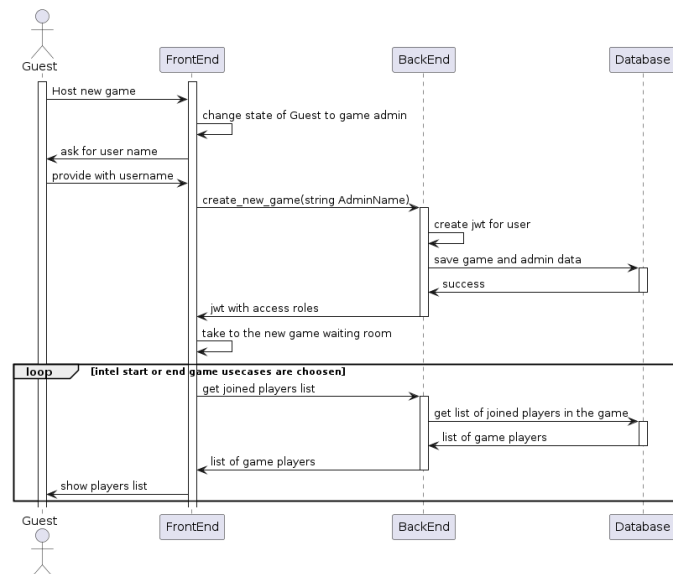 Guest
FrontEnd
BackEnd
Database
Host new game
change state of Guest to game admin
ask for user name
provide with username
create_new_game(string AdminName)
create jwt for user
save game and admin data
success
jwt with access roles
take to the new game waiting room
loop [intel start or end game usecases are choosen]
get joined players list
get list of joined players in the game
list of game players
list of game players
show players list
Guest
FrontEnd
BackEnd
Database